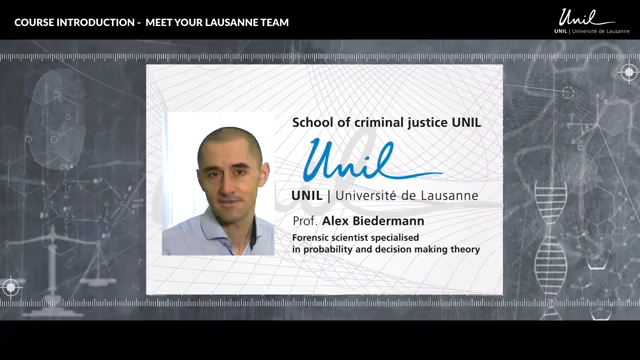 COURSE INTRODUCTION - MEET YOUR LAUSANNE TEAM
Unil
UNIL | Université de Lausanne
School of criminal justice UNIL
Unil
UNIL | Université de Lausanne
Prof. Alex Biedermann
Forensic scientist specialised
in probability and decision making theory